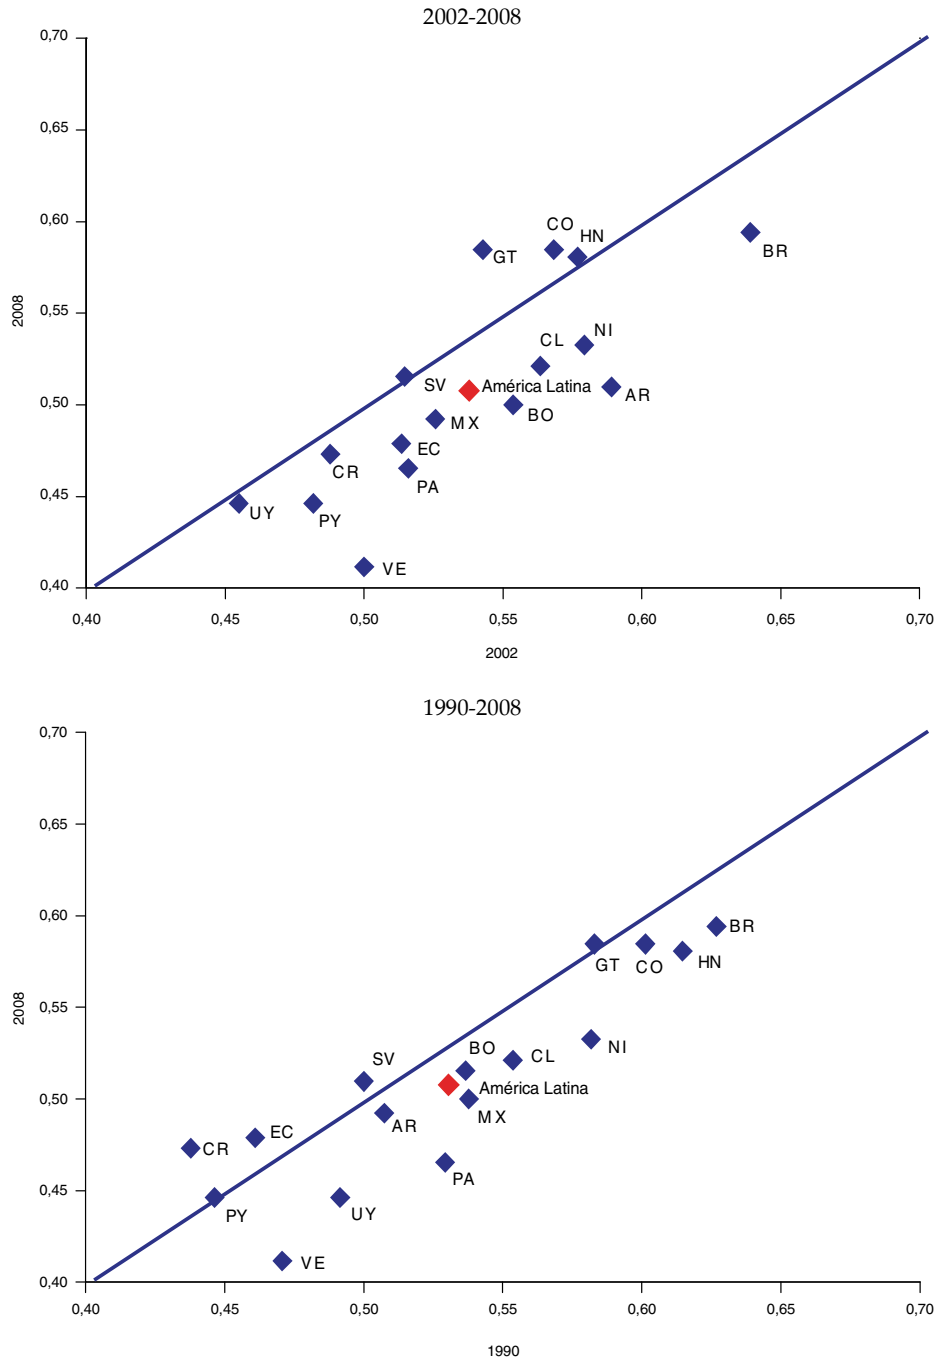 2002-2008
0,70
0,65
0,60
CO
HN
GT
BR
0,55
2008
NI
CL
SV
América Latina
AR
0,50
BO
MX
EC
CR
PA
0,45
UY
PY
VE
0,40
0,40 0,45 0,50 0,55 0,60 0,65 0,70
2002
1990-2008
0,70
0,65
0,60
BR
GT
CO
HN
0,55
2008
NI
BO
CL
SV
América Latina
0,50
MX
AR
EC
CR
PA
0,45
PY
UY
VE
0,40
0,40 0,45 0,50 0,55 0,60 0,65 0,70
1990